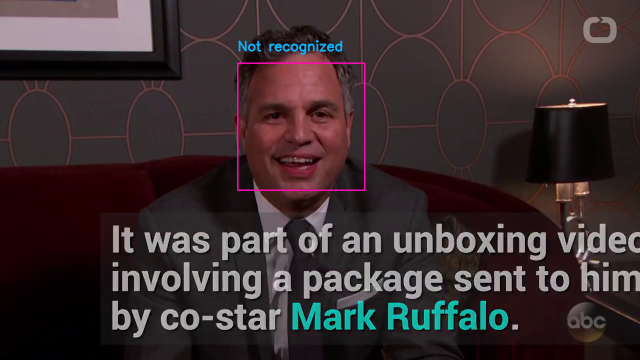 Not recognized
It was part of an unboxing video
involving a package sent to him
by co-star Mark Ruffalo.
abc